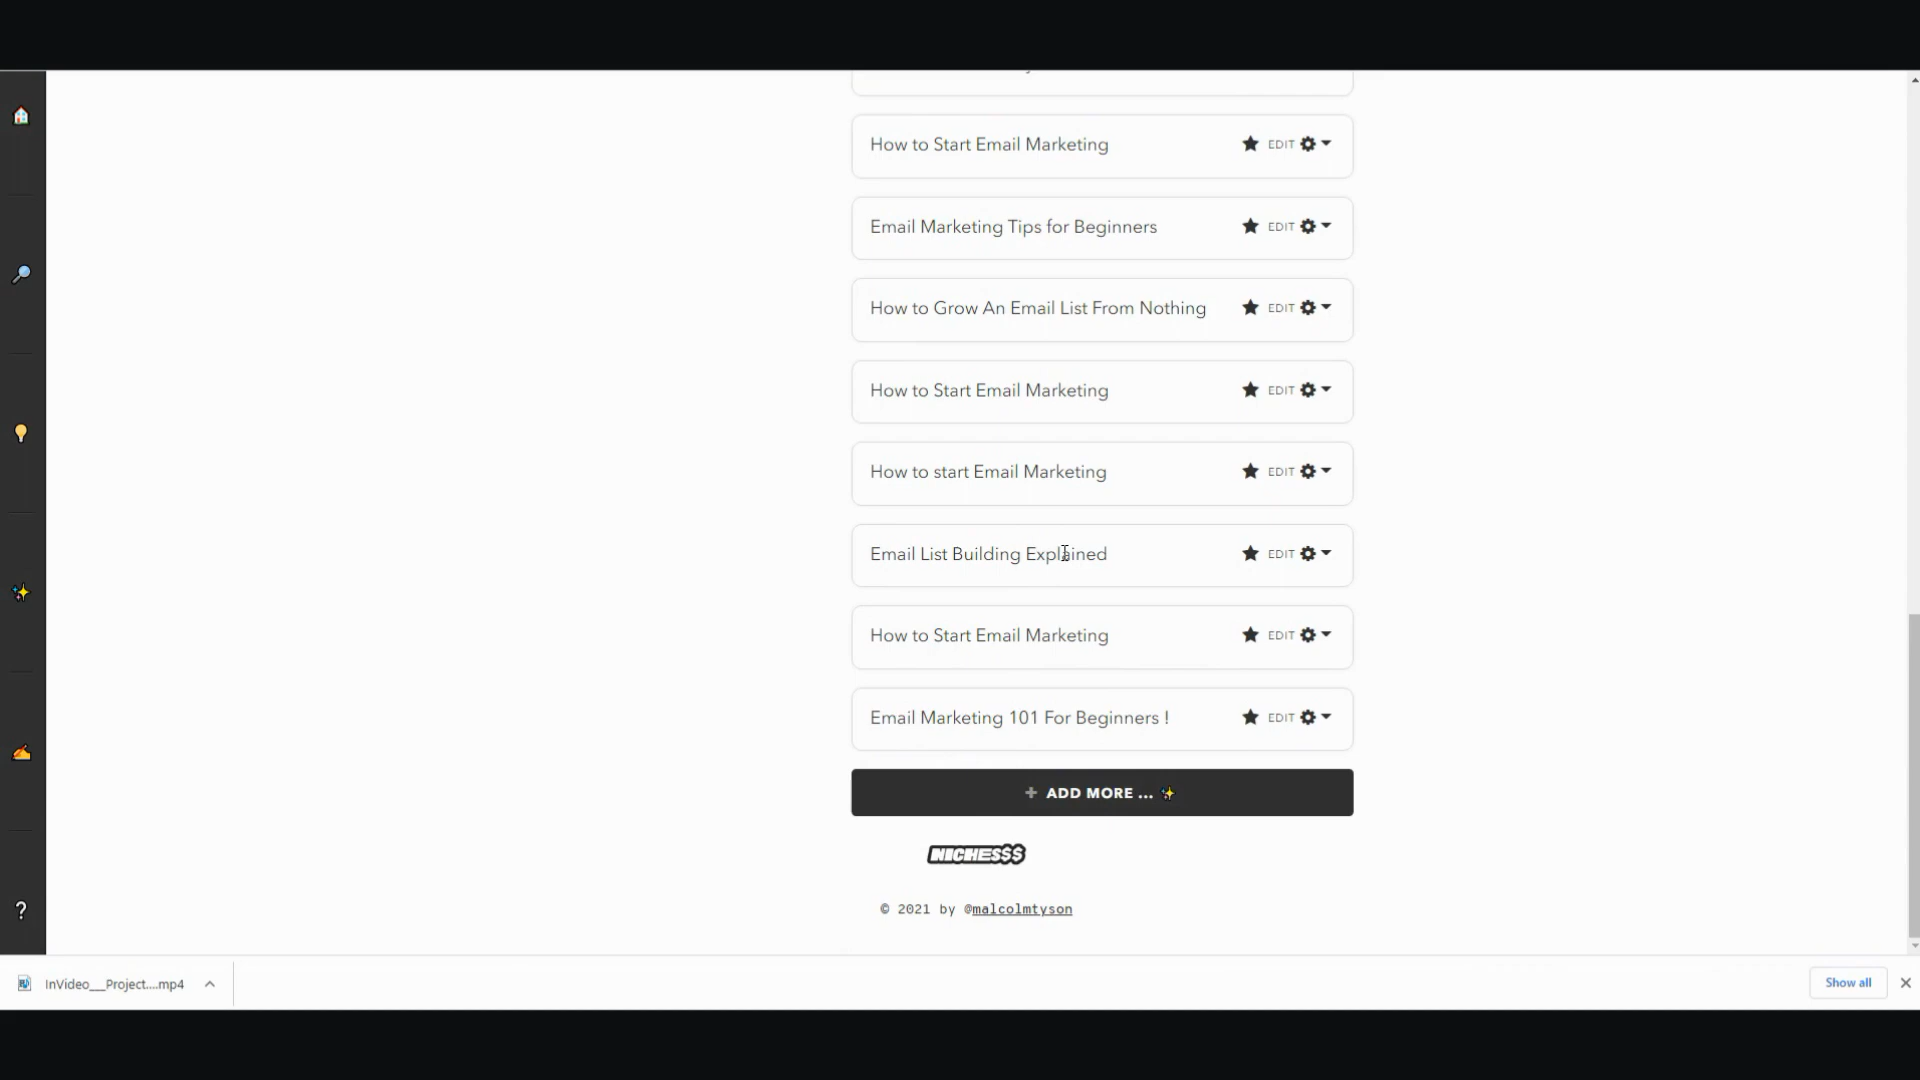 How to Start Email Marketing EDIT
Email Marketing Tips for Beginners EDIT
How to Grow An Email List From Nothing EDIT
How to Start Email Marketing EDIT
How to start Email Marketing EDIT
Email List Building Explained EDIT
How to Start Email Marketing EDIT
Email Marketing 101 For Beginners ! EDIT
+ ADD MORE ... ✨
NICHES$$
© 2021 by @malcolmtyson
?
InVideo___Project....mp4
Show all